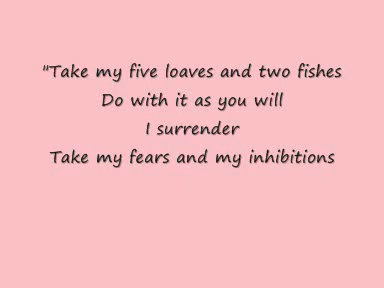 "Take my five loaves and two fishes
Do with it as you will
I surrender
Take my fears and my inhibitions